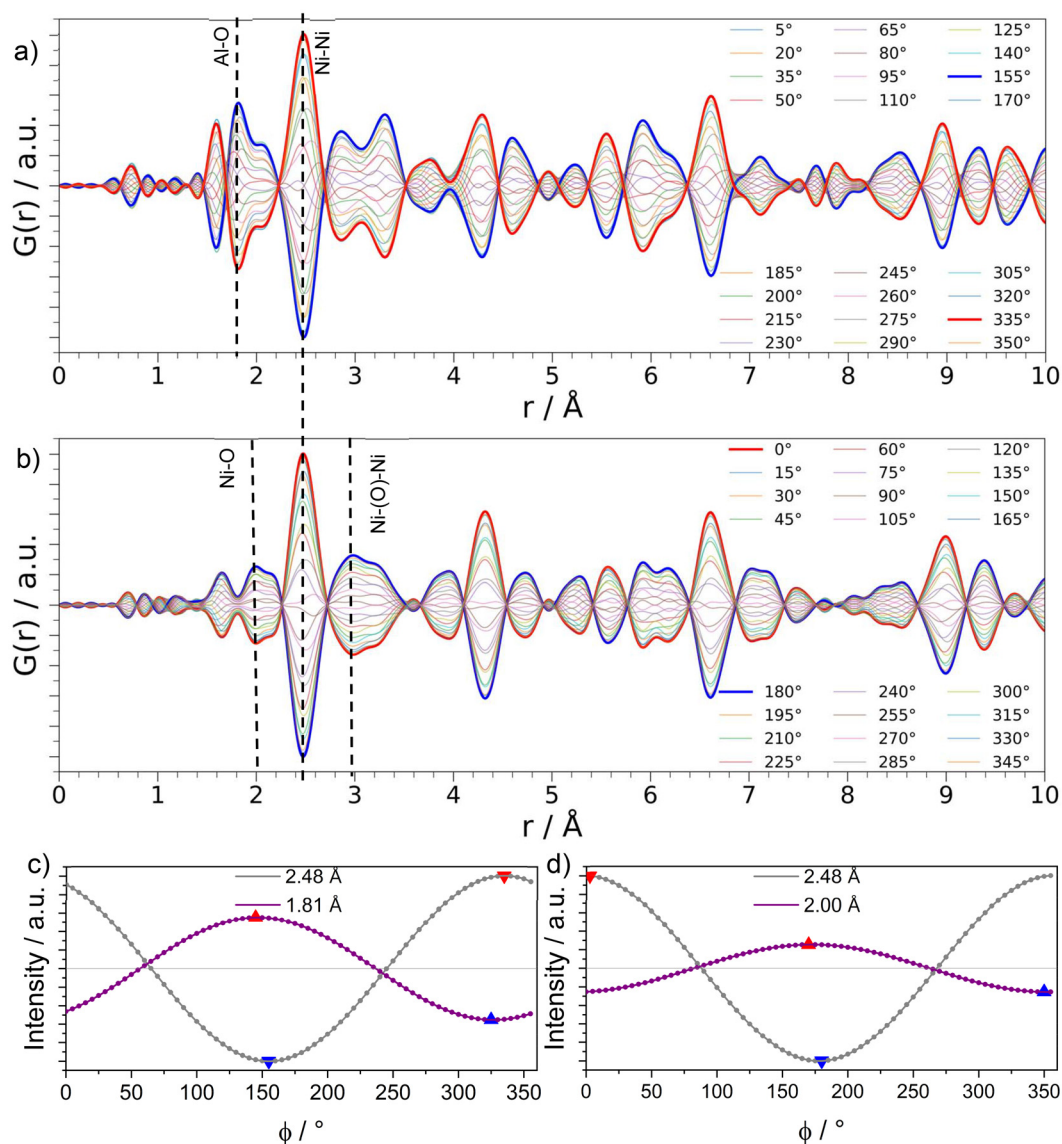 a)
Al-O
Ni-Ni
5° 65° 125°
20° 80° 140°
35° 95° 155°
50° 110° 170°
G(r) / a.u.
185° 245° 305°
200° 260° 320°
215° 275° 335°
230° 290° 350°
0 1 2 3 4 5 6 7 8 9 10
r / Å
b)
Ni-O
Ni-(O)-Ni
0° 60° 120°
15° 75° 135°
30° 90° 150°
45° 105° 165°
G(r) / a.u.
180° 240° 300°
195° 255° 315°
210° 270° 330°
225° 285° 345°
0 1 2 3 4 5 6 7 8 9 10
r / Å
c)
2.48 Å
1.81 Å
Intensity / a.u.
0 50 100 150 200 250 300 350
ϕ / °
d)
2.48 Å
2.00 Å
Intensity / a.u.
0 50 100 150 200 250 300 350
ϕ / °